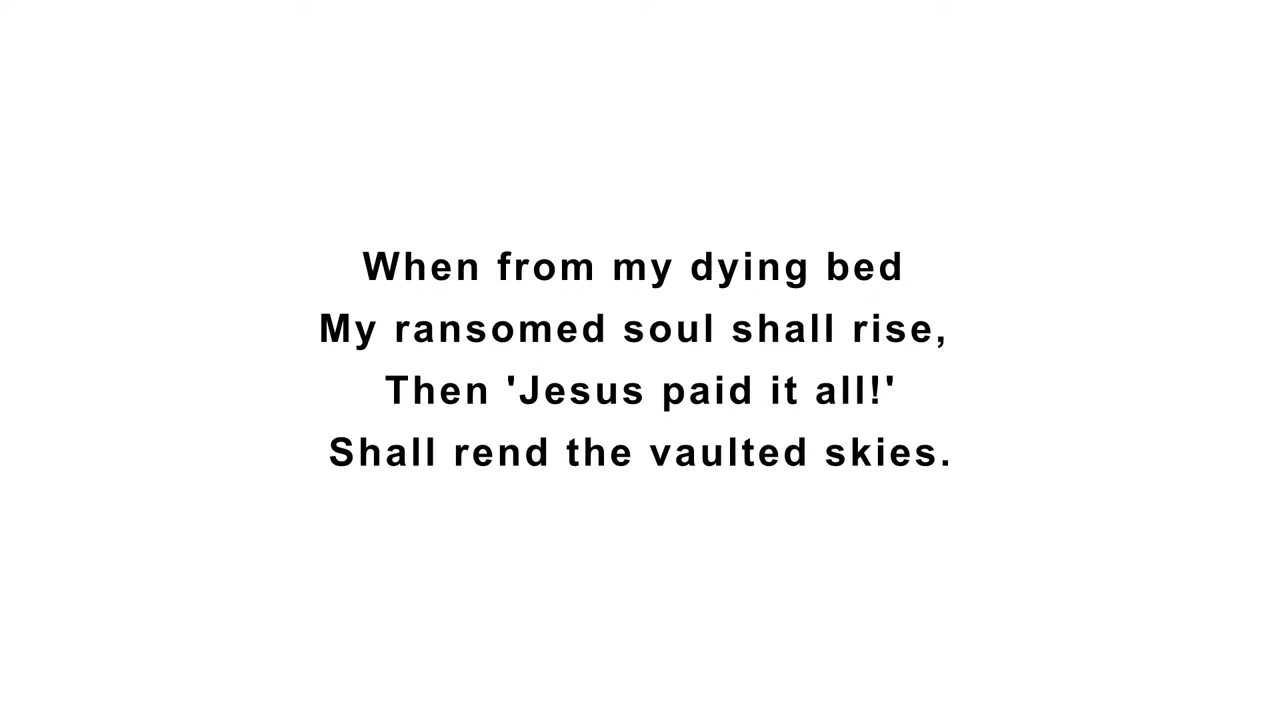 When from my dying bed
My ransomed soul shall rise,
Then 'Jesus paid it all!'
Shall rend the vaulted skies.